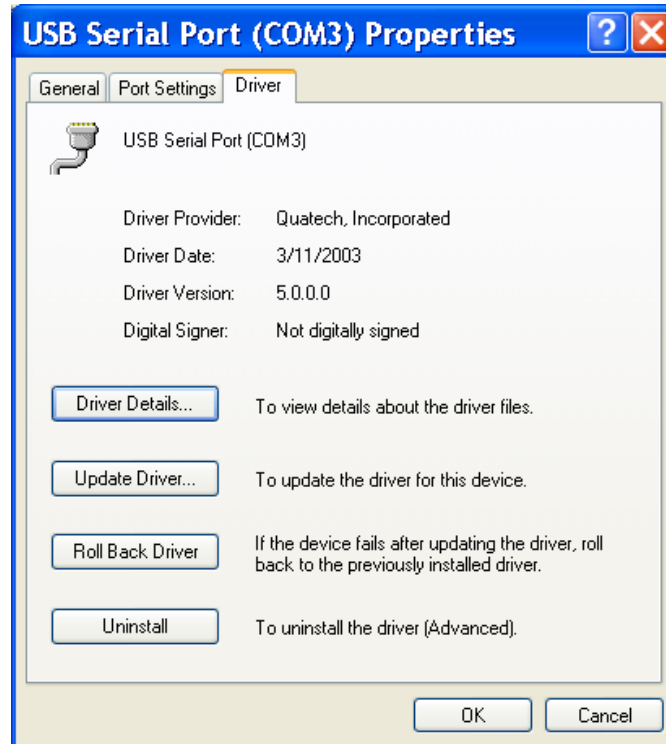 USB Serial Port (COM3) Properties ? X
General Port Settings Driver
USB Serial Port (COM3)
Driver Provider: Quatech, Incorporated
Driver Date: 3/11/2003
Driver Version: 5.0.0.0
Digital Signer: Not digitally signed
Driver Details... To view details about the driver files.
Update Driver... To update the driver for this device.
Roll Back Driver If the device fails after updating the driver, roll
back to the previously installed driver.
Uninstall To uninstall the driver (Advanced).
OK Cancel